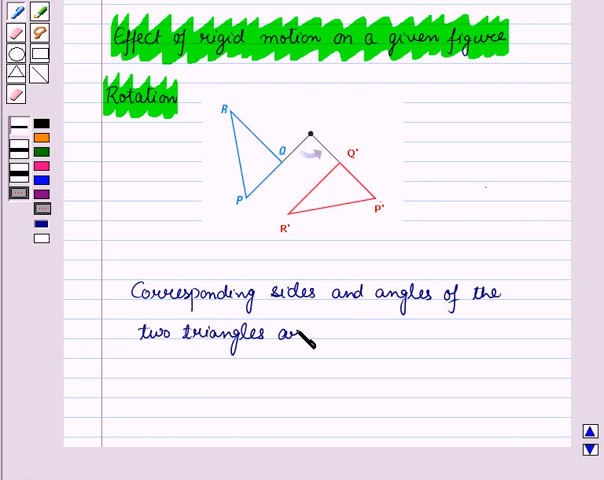 Effect of rigid motion on a given figure
Rotation
R
Q
Q'
P
P'
R'
Corresponding sides and angles of the
two triangles ar